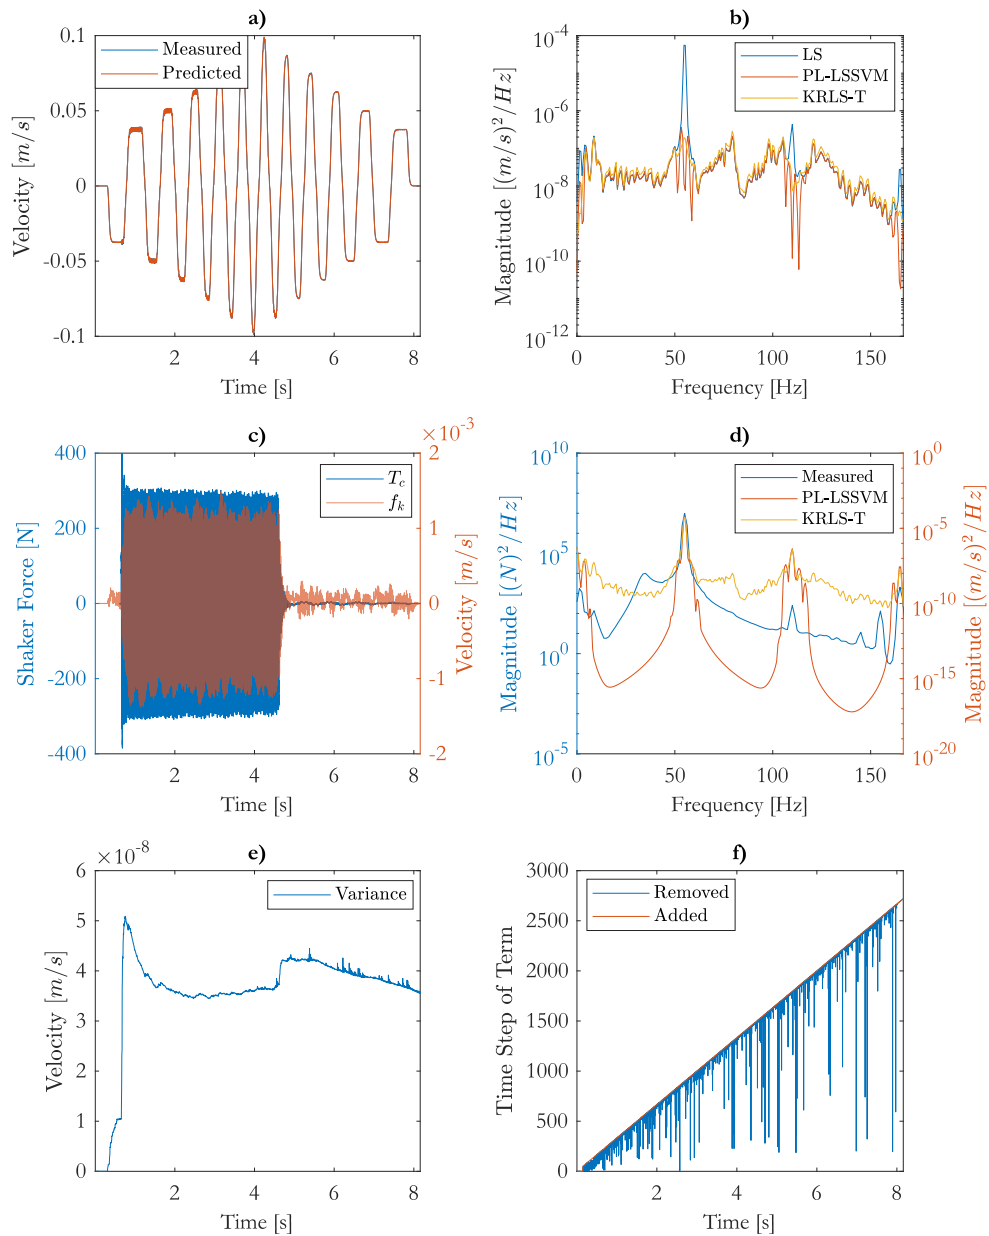 a)
0.1
0.05
0
-0.05
-0.1
Velocity [m/s]
Measured
Predicted
2
4
6
8
Time [s]
b)
10^-4
10^-6
10^-8
10^-10
10^-12
Magnitude [(m/s)^2/Hz]
LS
PL-LSSVM
KRLS-T
0
50
100
150
Frequency [Hz]
c)
×10^-3
400
200
0
-200
-400
Shaker Force [N]
T_c
f_k
2
1
0
-1
-2
Velocity [m/s]
2
4
6
8
Time [s]
d)
10^10
10^5
10^0
10^-5
Magnitude [(N)^2/Hz]
Measured
PL-LSSVM
KRLS-T
10^0
10^-5
10^-10
10^-15
10^-20
Magnitude [(m/s)^2/Hz]
0
50
100
150
Frequency [Hz]
e)
×10^-8
6
5
4
3
2
1
0
Velocity [m/s]
Variance
2
4
6
8
Time [s]
f)
3000
2500
2000
1500
1000
500
0
Time Step of Term
Removed
Added
2
4
6
8
Time [s]